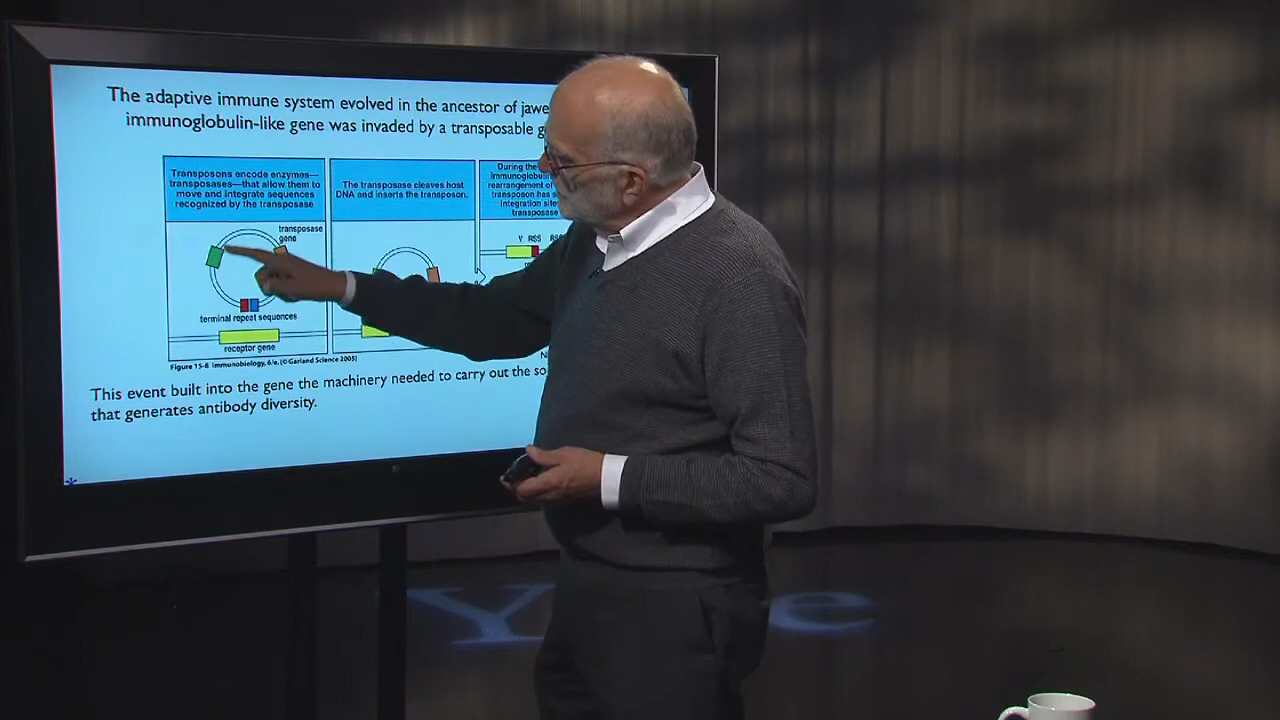 The adaptive immune system evolved in the ancestor of jawe
immunoglobulin-like gene was invaded by a transposable g
Transposons encode enzymes—
transposases—that allow them to
move and integrate sequences
recognized by the transposase
The transposase cleaves host
DNA and inserts the transposon.
During the
immunoglobulin
rearrangement of
transposon has s
integration site
transposase
transposase
gene
V RSS RS
terminal repeat sequences
receptor gene
Figure 15-8 Immunobiology, 6/e. (© Garland Science 2005)
N
This event built into the gene the machinery needed to carry out the so
that generates antibody diversity.
Y e